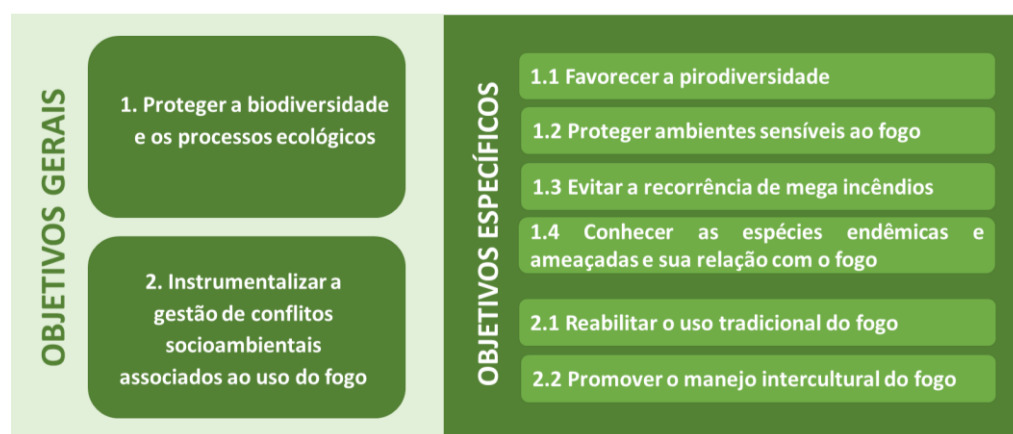 OBJETIVOS GERAIS
1. Proteger a biodiversidade
e os processos ecológicos
2. Instrumentalizar a
gestão de conflitos
socioambientais
associados ao uso do fogo
OBJETIVOS ESPECÍFICOS
1.1 Favorecer a pirodiversidade
1.2 Proteger ambientes sensíveis ao fogo
1.3 Evitar a recorrência de mega incêndios
1.4 Conhecer as espécies endêmicas e
ameaçadas e sua relação com o fogo
2.1 Reabilitar o uso tradicional do fogo
2.2 Promover o manejo intercultural do fogo